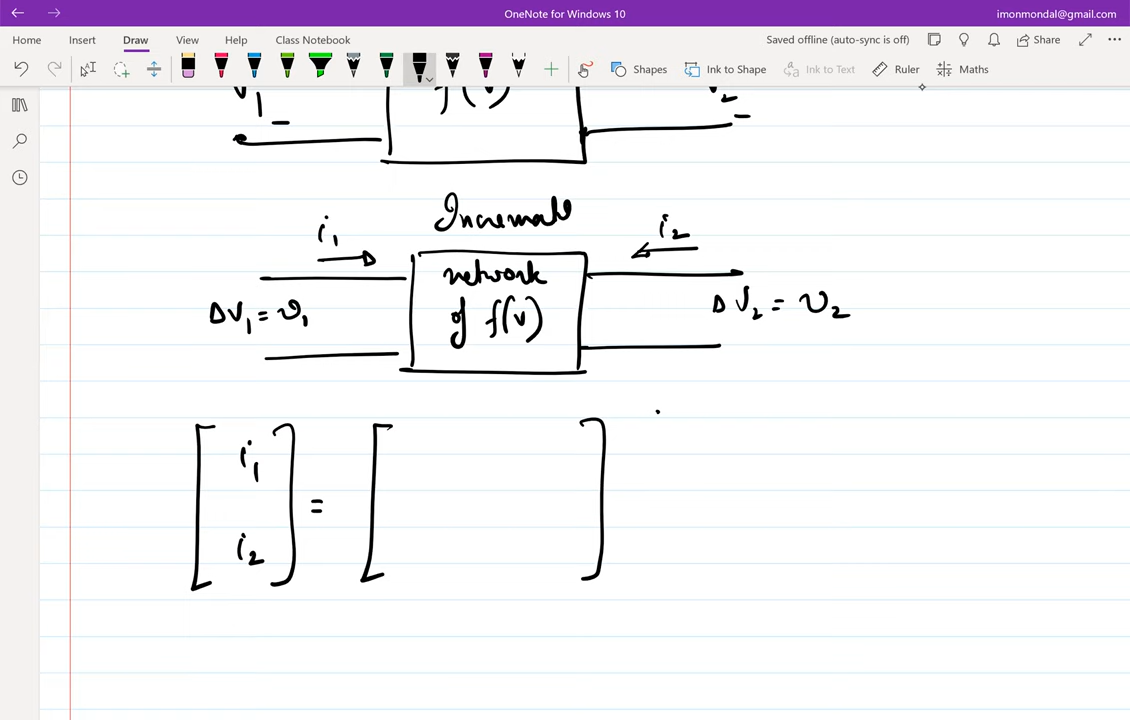 OneNote for Windows 10
imonmondal@gmail.com
Home Insert Draw View Help Class Notebook
Saved offline (auto-sync is off) Share
Shapes Ink to Shape Ink to Text Ruler Maths
V1 - f(v) V2 -
i1 i2
network
of f(v)
ΔV1 = v1 ΔV2 = v2
[ i1
i2 ] = [ ]